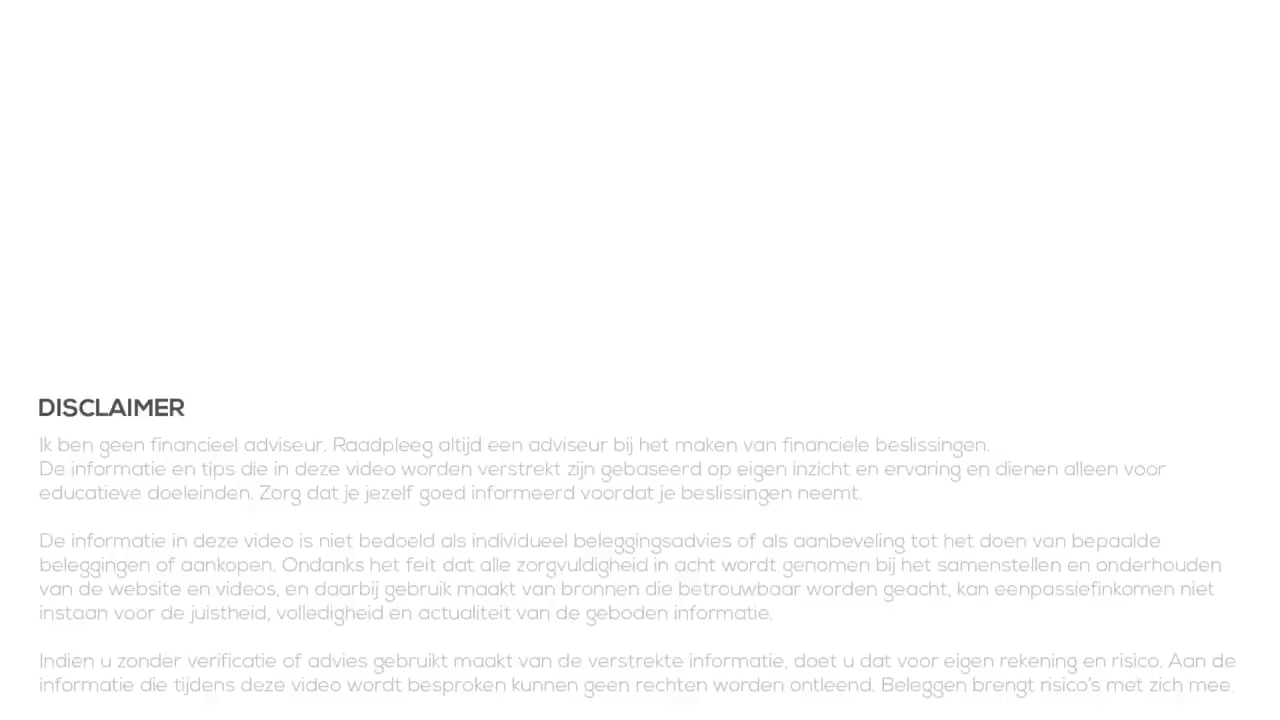 DISCLAIMER
Ik ben geen financieel adviseur. Raadpleeg altijd een adviseur bij het maken van financiele beslissingen.
De informatie en tips die in deze video worden verstrekt zijn gebaseerd op eigen inzicht en ervaring en dienen alleen voor
educatieve doeleinden. Zorg dat je jezelf goed informeerd voordat je beslissingen neemt.
De informatie in deze video is niet bedoeld als individueel beleggingsadvies of als aanbeveling tot het doen van bepaalde
beleggingen of aankopen. Ondanks het feit dat alle zorgvuldigheid in acht wordt genomen bij het samenstellen en onderhouden
van de website en videos, en daarbij gebruik maakt van bronnen die betrouwbaar worden geacht, kan eenpassiefinkomen niet
instaan voor de juistheid, volledigheid en actualiteit van de geboden informatie.
Indien u zonder verificatie of advies gebruikt maakt van de verstrekte informatie, doet u dat voor eigen rekening en risico. Aan de
informatie die tijdens deze video wordt besproken kunnen geen rechten worden ontleend. Beleggen brengt risico's met zich mee.